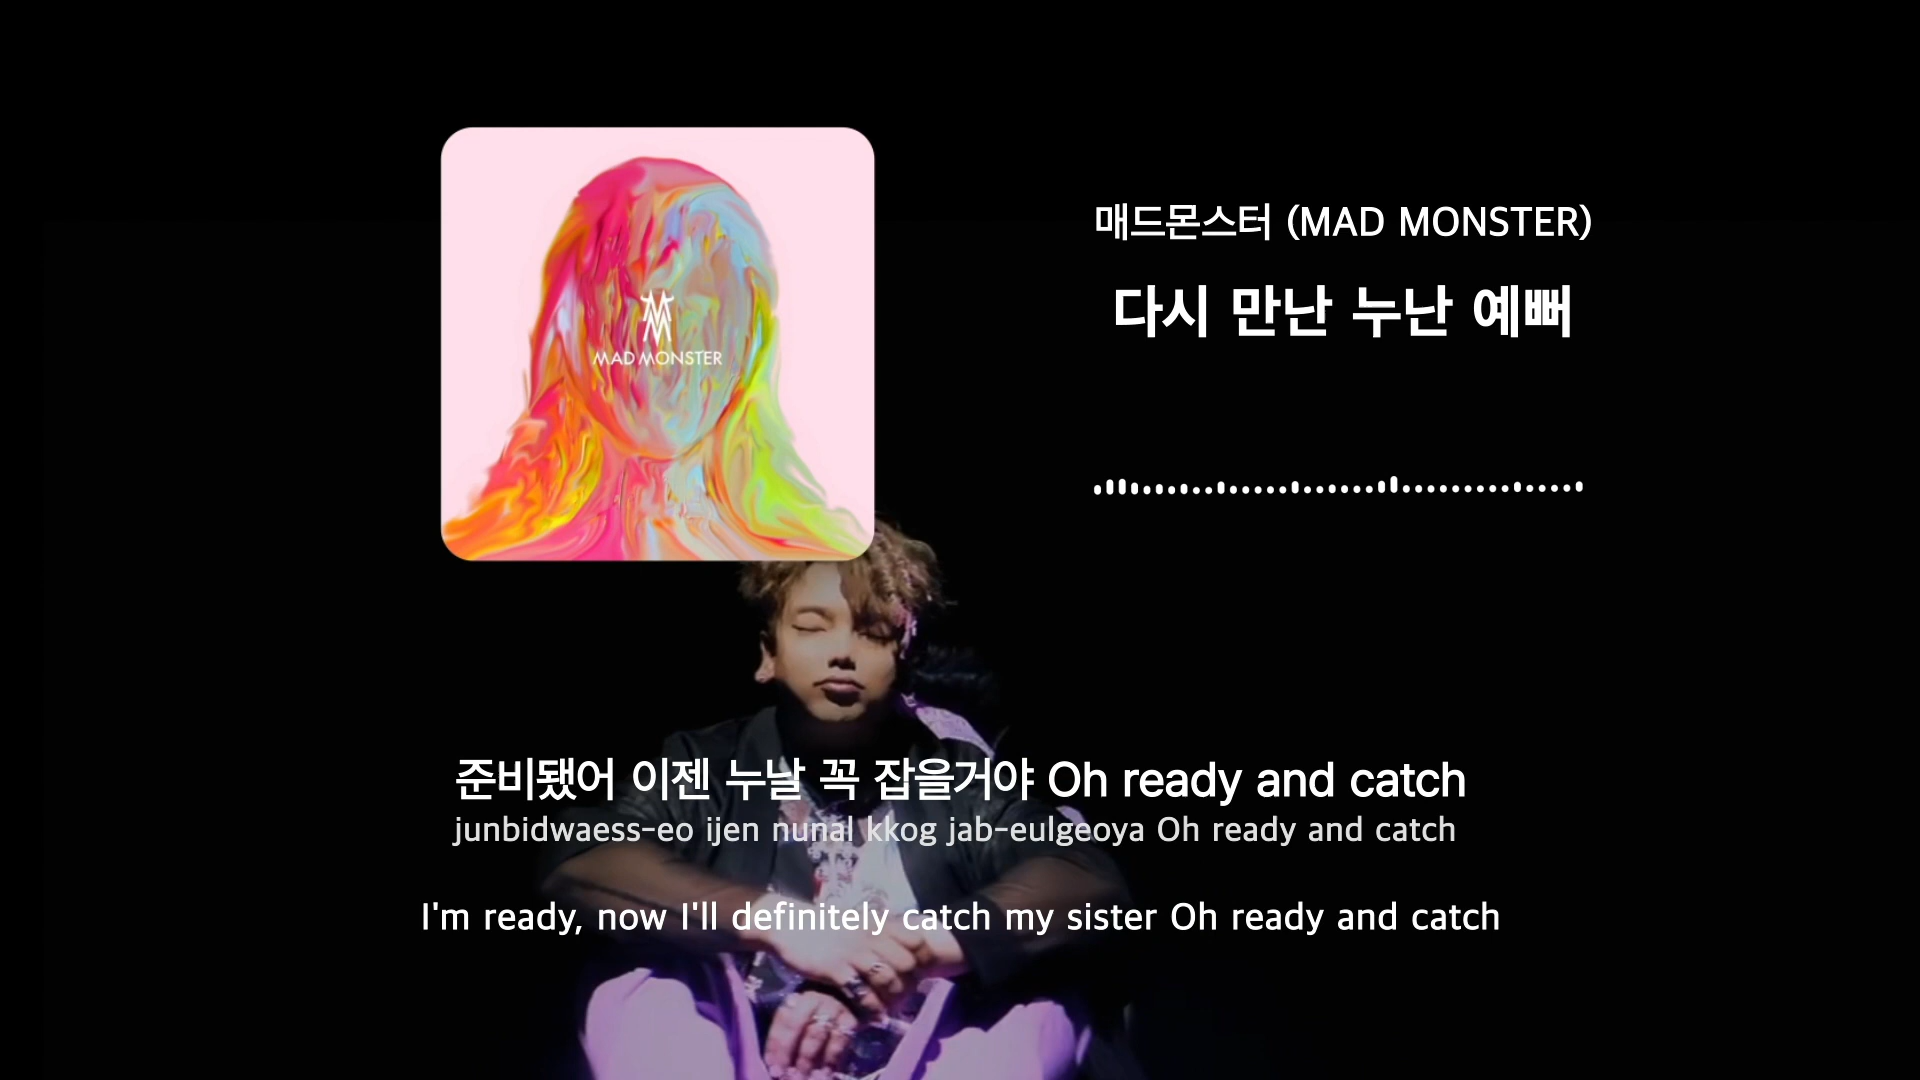 MAD MONSTER
매드몬스터 (MAD MONSTER)
다시 만난 누난 예뻐
준비됐어 이젠 누날 꼭 잡을거야 Oh ready and catch
junbidwaess-eo ijen nunal kkog jab-eulgeoya Oh ready and catch
I'm ready, now I'll definitely catch my sister Oh ready and catch